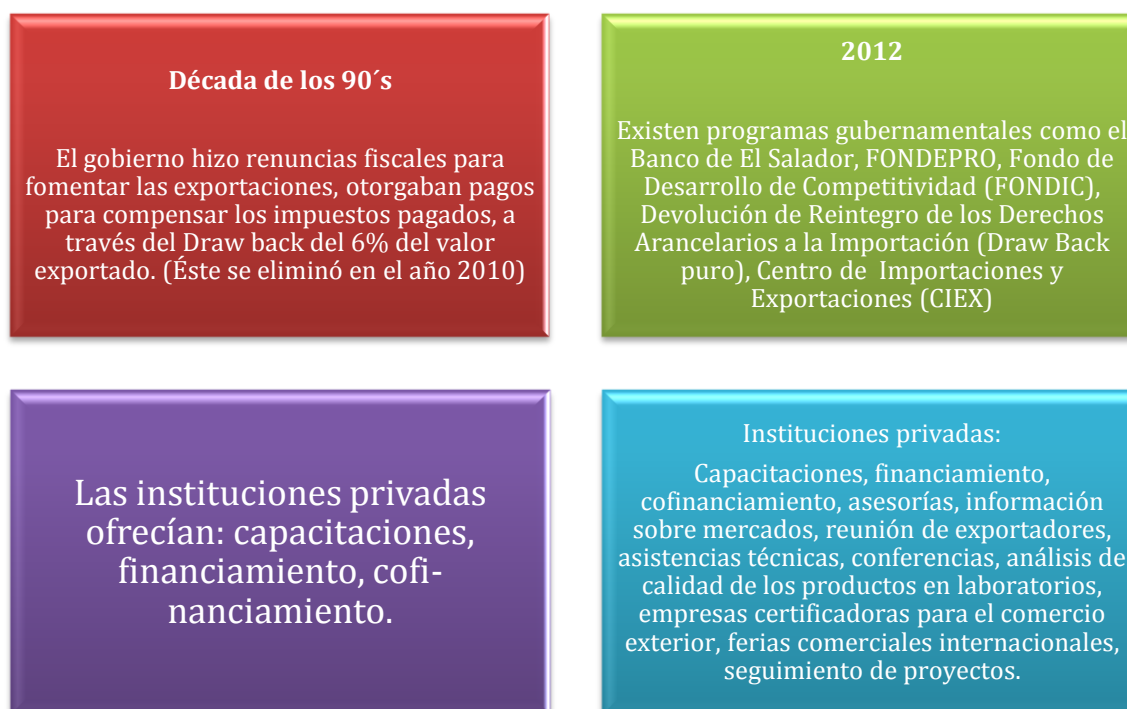 Década de los 90´s
El gobierno hizo renuncias fiscales para
fomentar las exportaciones, otorgaban pagos
para compensar los impuestos pagados, a
través del Draw back del 6% del valor
exportado. (Éste se eliminó en el año 2010)
2012
Existen programas gubernamentales como el
Banco de El Salvador, FONDEPRO, Fondo de
Desarrollo de Competitividad (FONDIC),
Devolución de Reintegro de los Derechos
Arancelarios a la Importación (Draw Back
puro), Centro de Importaciones y
Exportaciones (CIEX)
Las instituciones privadas
ofrecían: capacitaciones,
financiamiento, cofi-
nanciamiento.
Instituciones privadas:
Capacitaciones, financiamiento,
cofinanciamiento, asesorías, información
sobre mercados, reunión de exportadores,
asistencias técnicas, conferencias, análisis de
calidad de los productos en laboratorios,
empresas certificadoras para el comercio
exterior, ferias comerciales internacionales,
seguimiento de proyectos.